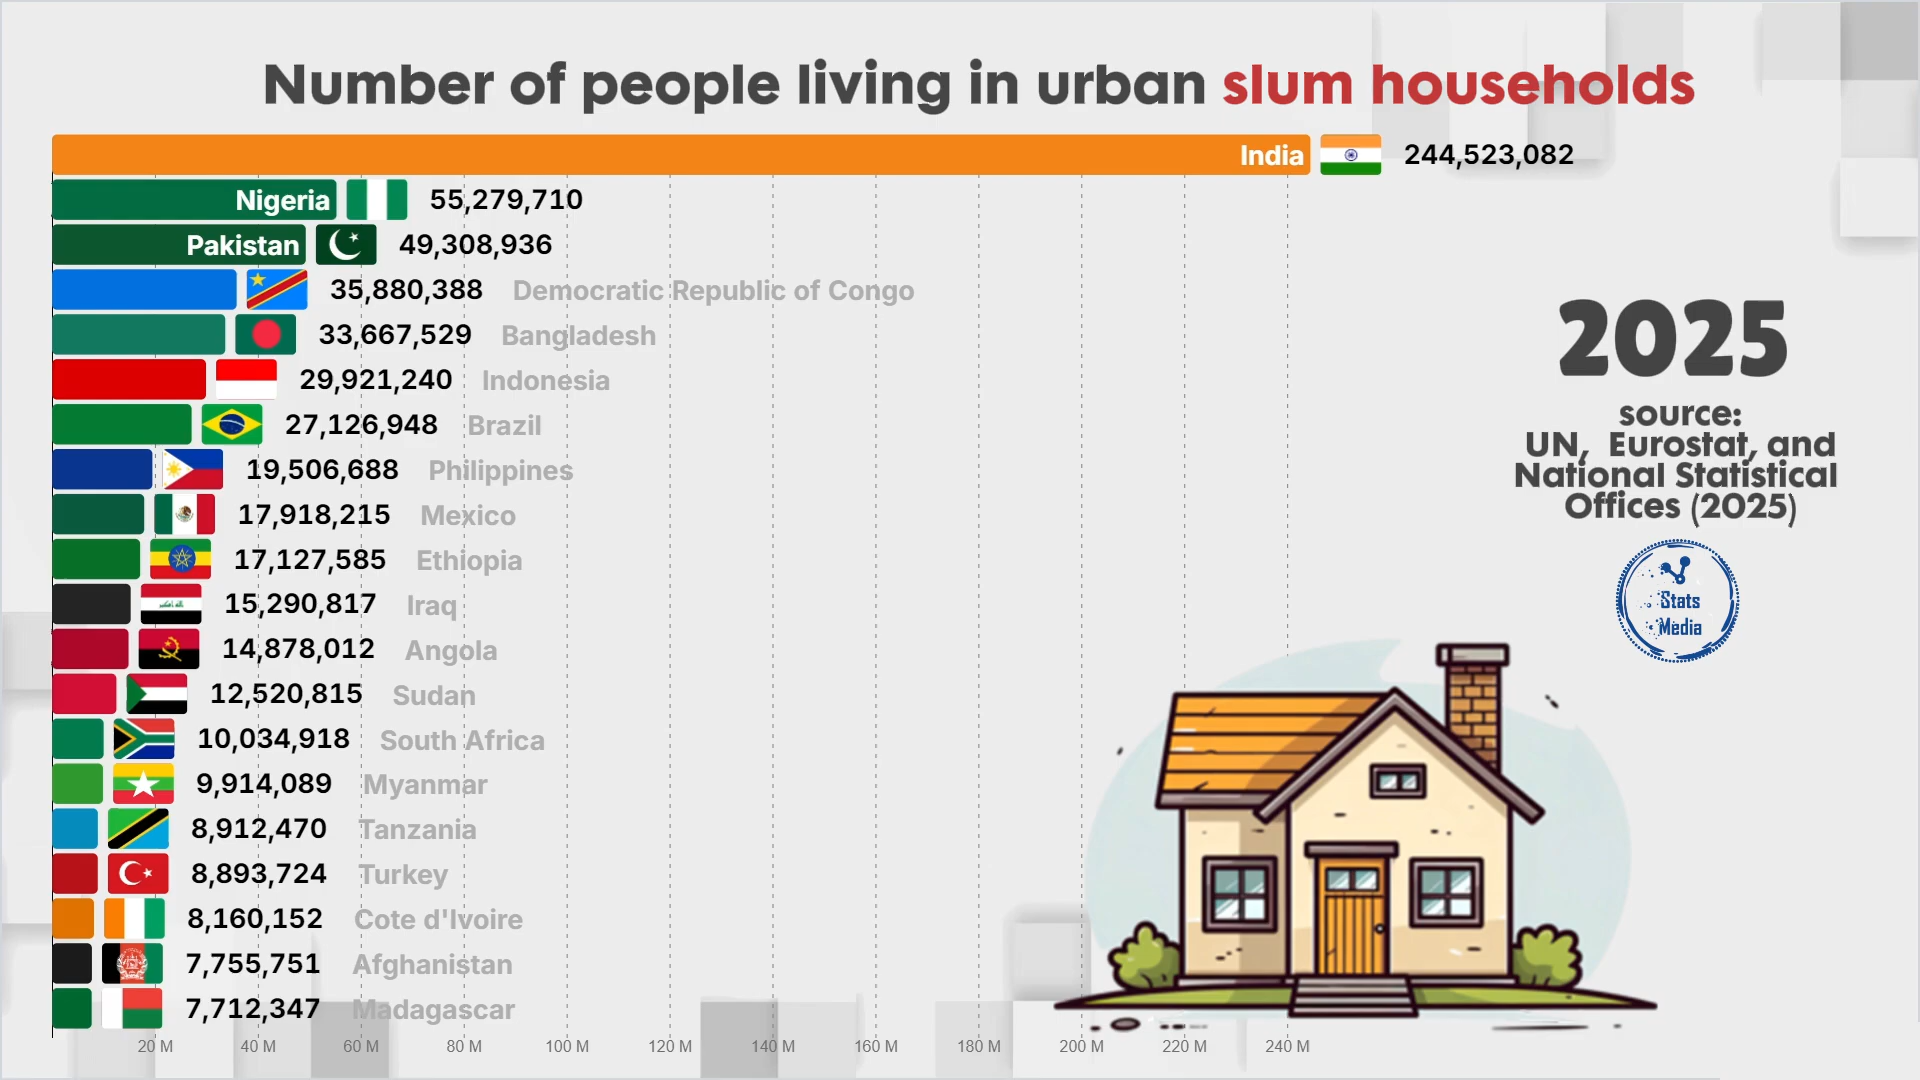 Number of people living in urban slum households
India 244,523,082
Nigeria 55,279,710
Pakistan 49,308,936
35,880,388 Democratic Republic of Congo
33,667,529 Bangladesh
29,921,240 Indonesia
27,126,948 Brazil
19,506,688 Philippines
17,918,215 Mexico
17,127,585 Ethiopia
15,290,817 Iraq
14,878,012 Angola
12,520,815 Sudan
10,034,918 South Africa
9,914,089 Myanmar
8,912,470 Tanzania
8,893,724 Turkey
8,160,152 Cote d'Ivoire
7,755,751 Afghanistan
7,712,347 Madagascar
20 M 40 M 60 M 80 M 100 M 120 M 140 M 160 M 180 M 200 M 220 M 240 M
2025
source:
UN, Eurostat, and
National Statistical
Offices (2025)
Stats
Media